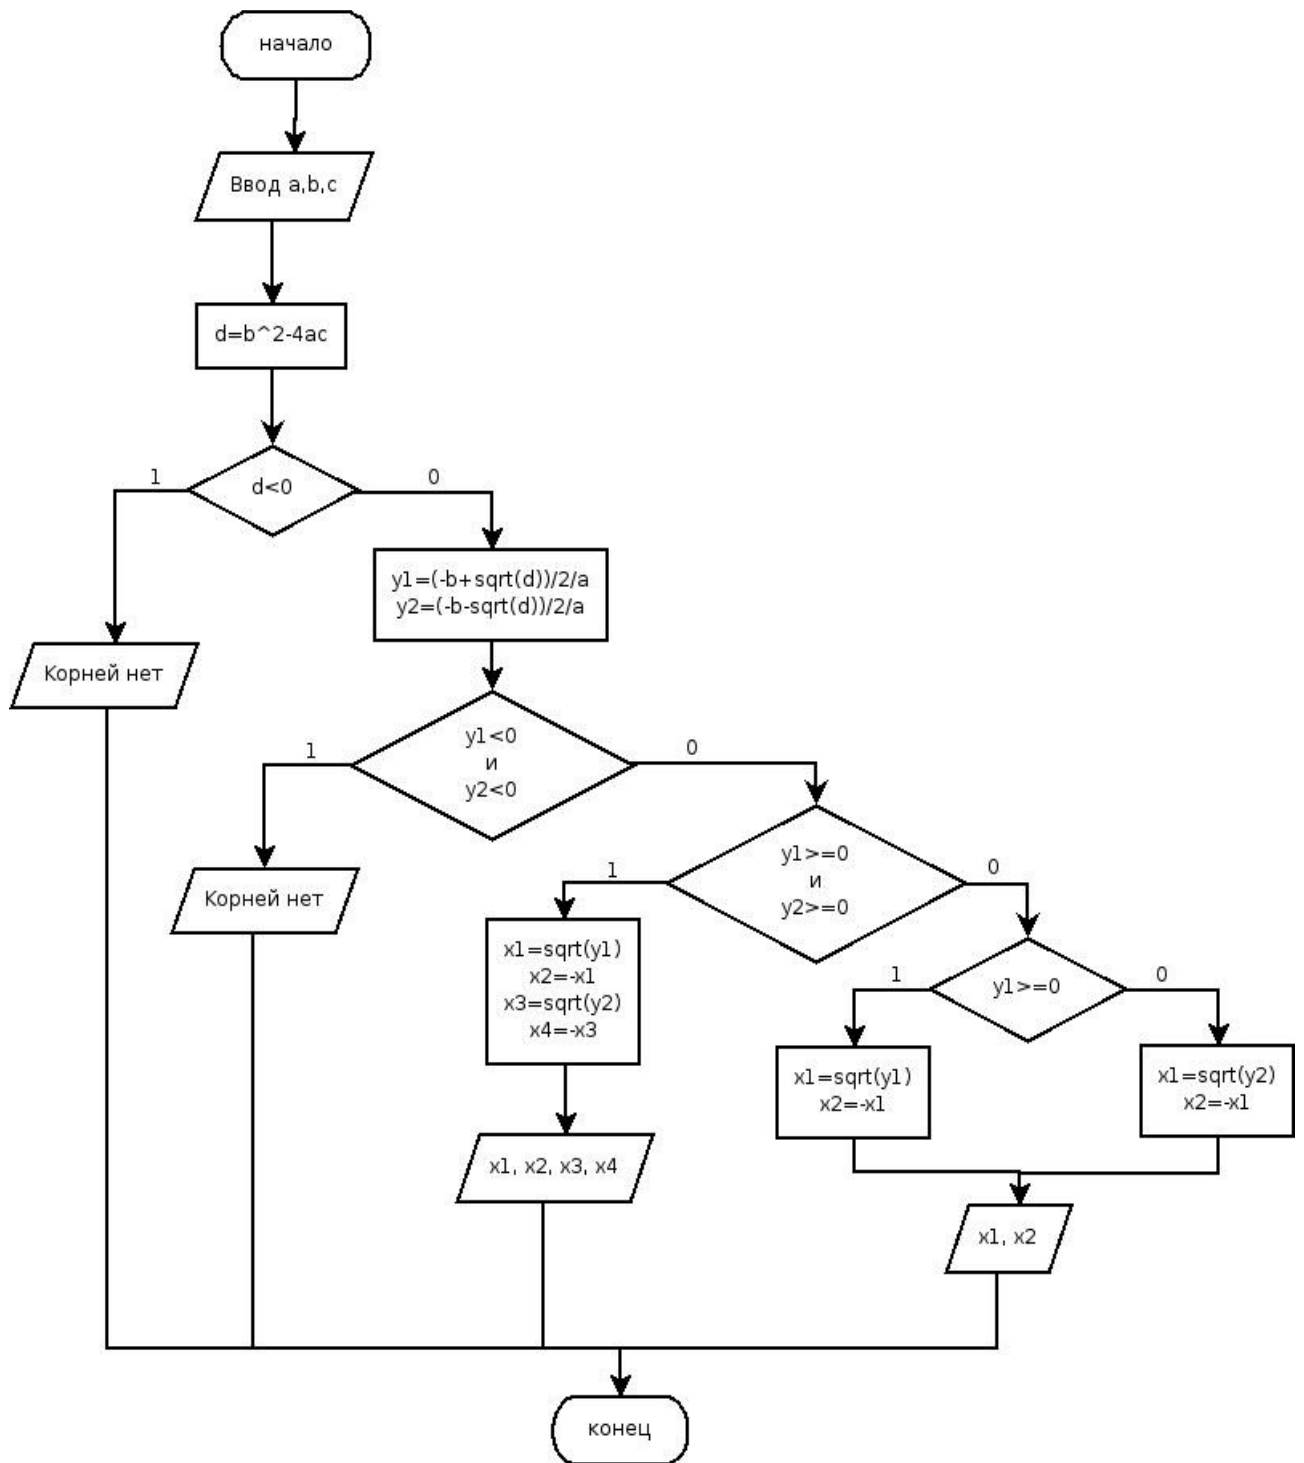 начало
Ввод a,b,c
d=b^2-4ac
d<0
1
0
y1=(-b+sqrt(d))/2/a
y2=(-b-sqrt(d))/2/a
Корней нет
y1<0
и
y2<0
1
0
Корней нет
y1>=0
и
y2>=0
1
0
x1=sqrt(y1)
x2=-x1
x3=sqrt(y2)
x4=-x3
y1>=0
1
0
x1=sqrt(y1)
x2=-x1
x1=sqrt(y2)
x2=-x1
x1, x2, x3, x4
x1, x2
конец